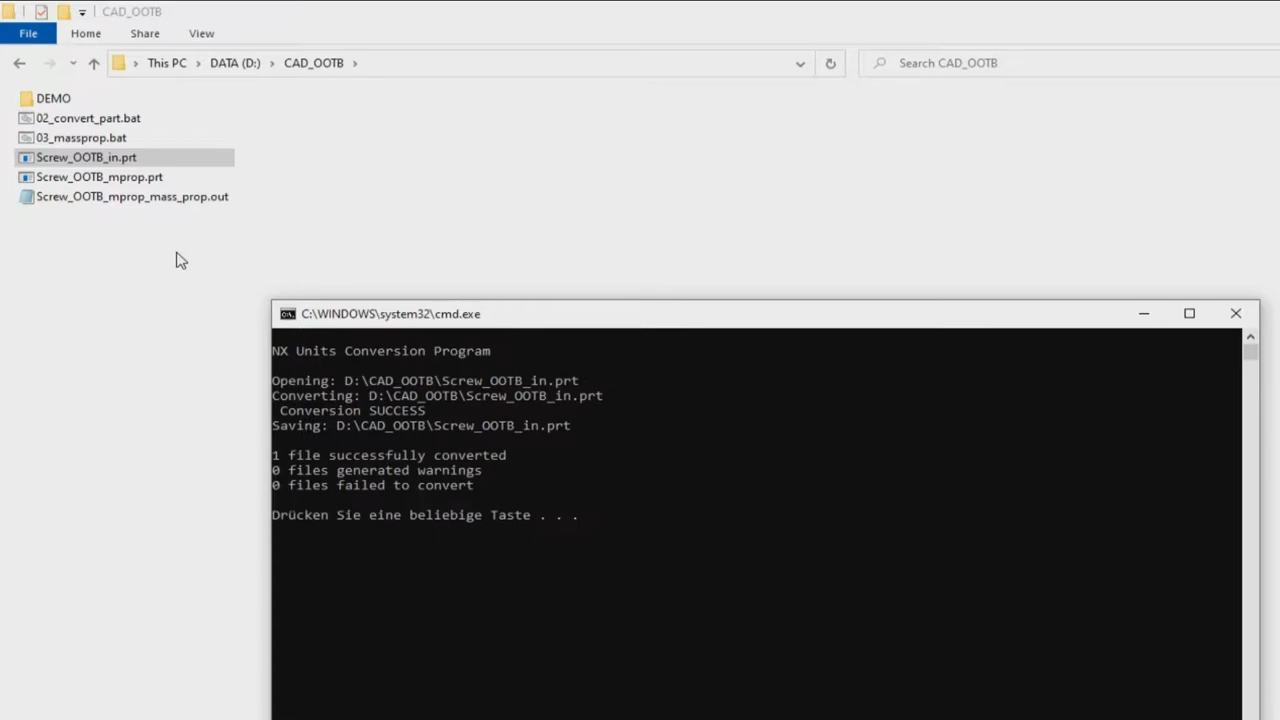 CAD_OOTB
File Home Share View
This PC DATA (D:) CAD_OOTB Search CAD_OOTB
DEMO
02_convert_part.bat
03_massprop.bat
Screw_OOTB_in.prt
Screw_OOTB_mprop.prt
Screw_OOTB_mprop_mass_prop.out
C:\WINDOWS\system32\cmd.exe
NX Units Conversion Program
Opening: D:\CAD_OOTB\Screw_OOTB_in.prt
Converting: D:\CAD_OOTB\Screw_OOTB_in.prt
Conversion SUCCESS
Saving: D:\CAD_OOTB\Screw_OOTB_in.prt
1 file successfully converted
0 files generated warnings
0 files failed to convert
Drücken Sie eine beliebige Taste . . .